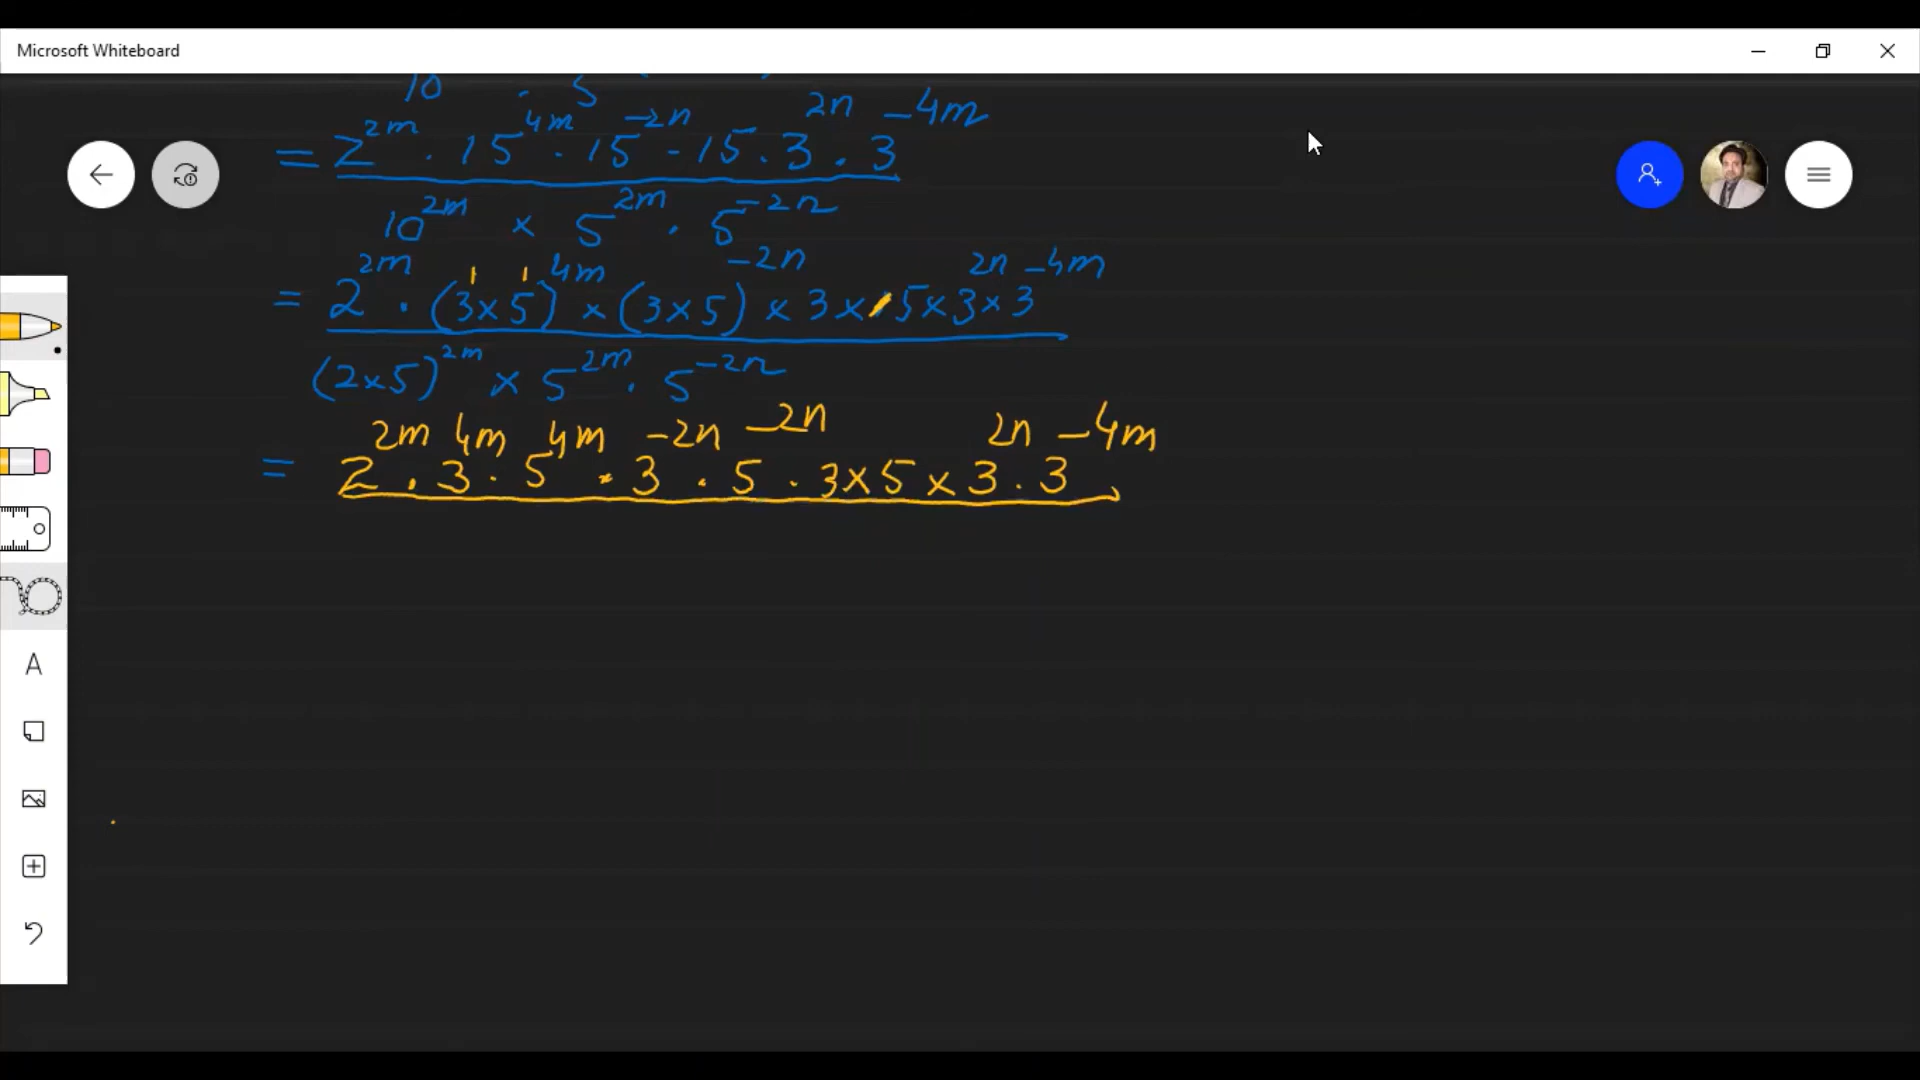 Microsoft Whiteboard
10 . 5
2m 4m -2n 2n -4m
= 2 . 15 . 15 - 15 . 3 . 3
10^2m × 5^2m . 5^-2n
2m 4m -2n 2n -4m
= 2 . (3×5) × (3×5) × 3 × 5 × 3 × 3
(2×5)^2m × 5^2m . 5^-2n
2m 4m 4m -2n -2n 2n -4m
= 2 . 3 . 5 . 3 . 5 . 3 × 5 × 3 . 3
A